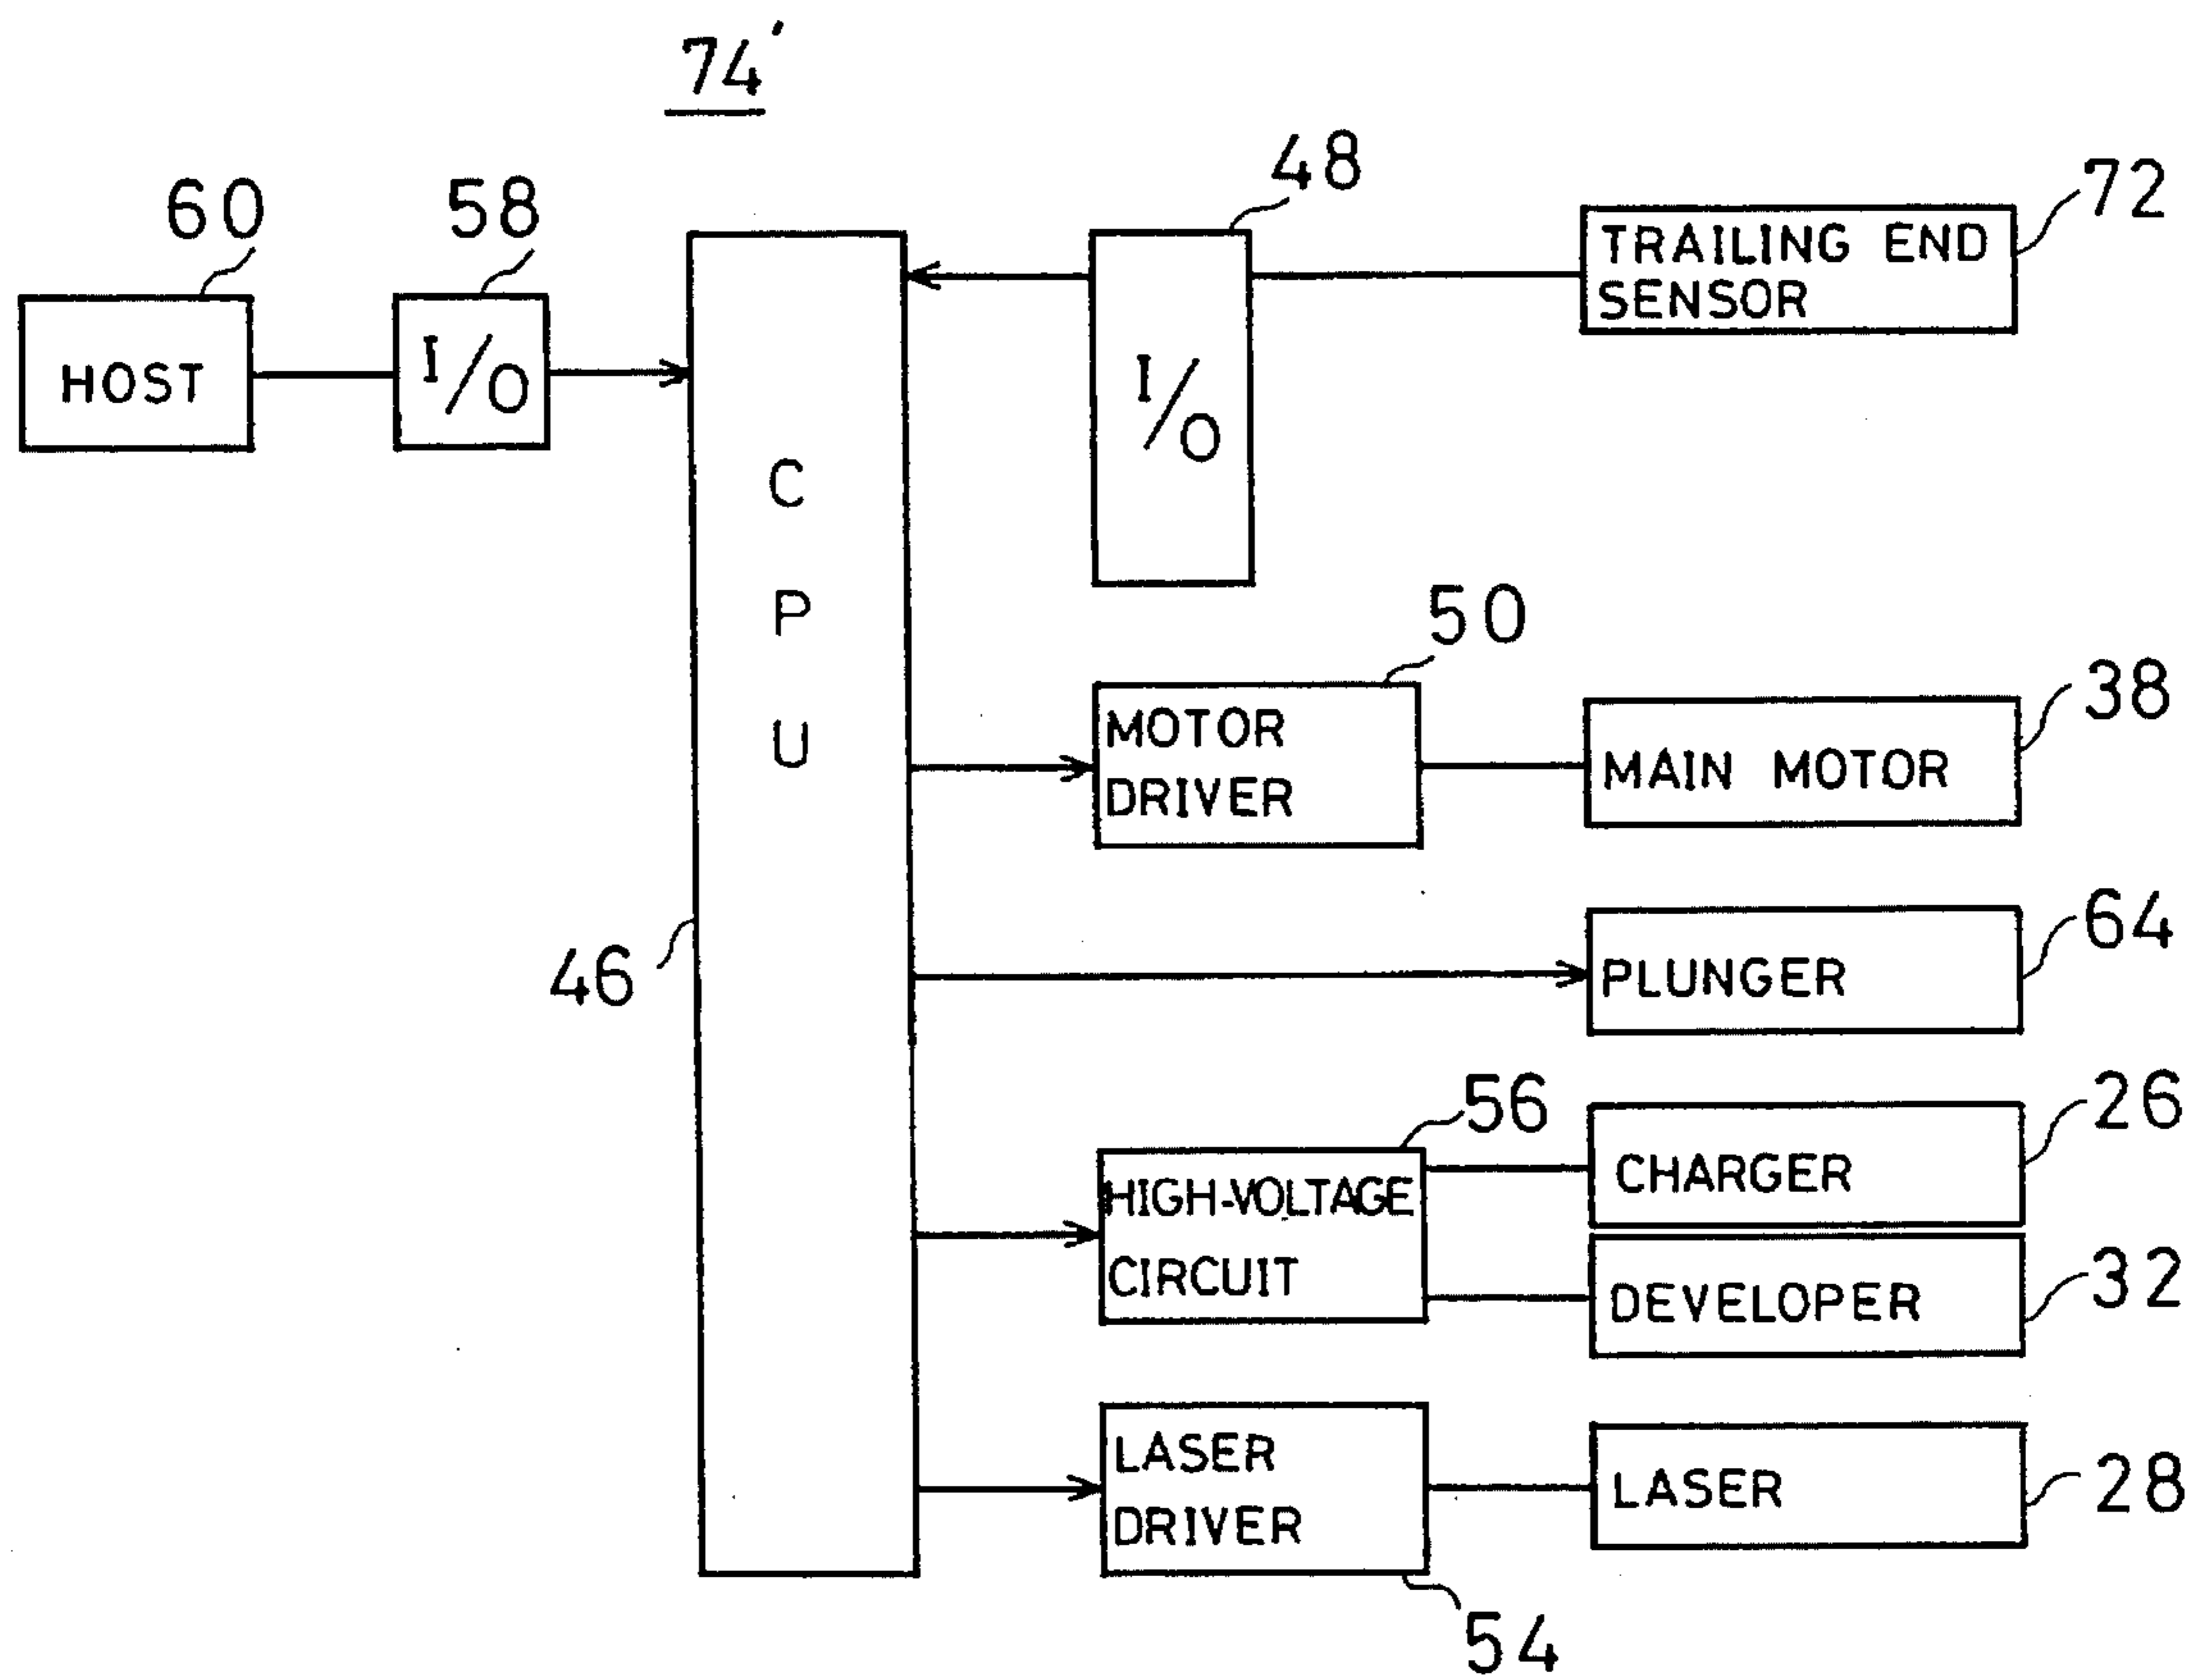 74'
60
58
48
72
HOST
I/O
C
P
U
I/O
TRAILING END
SENSOR
50
38
MOTOR
DRIVER
MAIN MOTOR
46
64
PLUNGER
56
26
HIGH-VOLTAGE
CIRCUIT
CHARGER
32
DEVELOPER
LASER
DRIVER
LASER
28
54